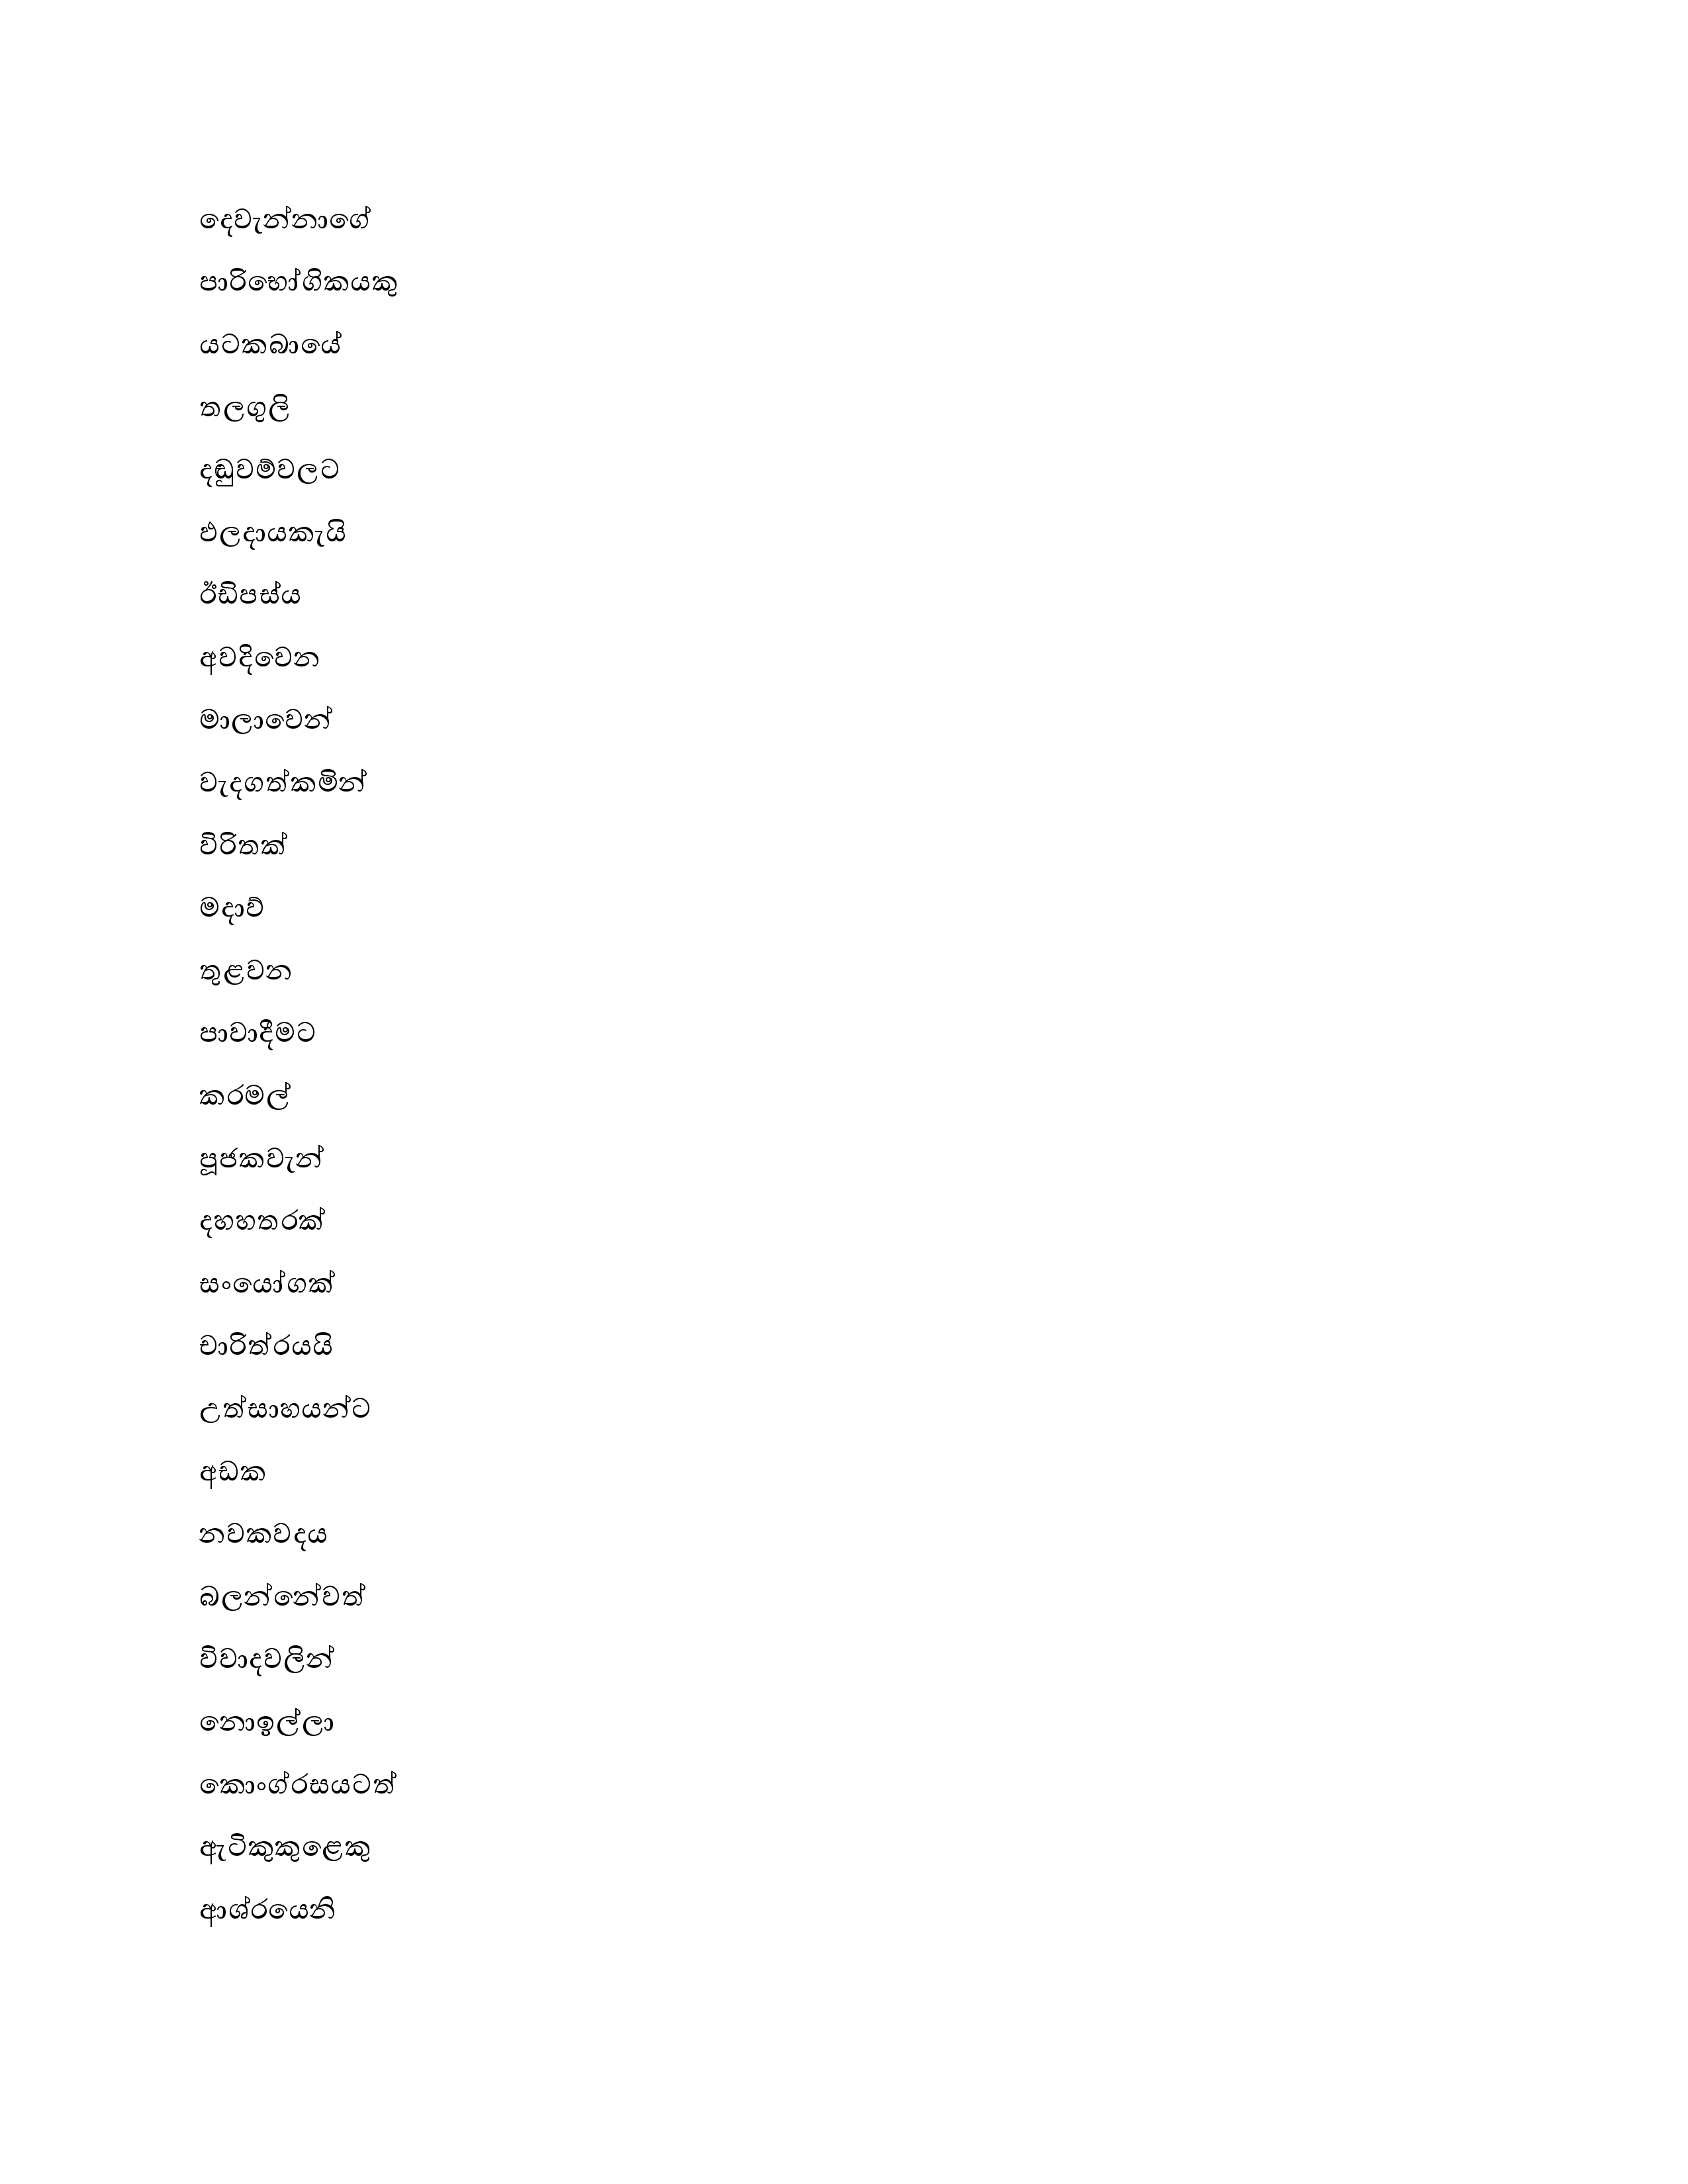 දෙවැන්නාගේ
පාරිභෝගිකයකු
යටකබායේ
තලගුලි
දඬුවම්වලට
ඵලදායකැයි
ඊඩිපස්ය
අවදිවෙන
මාලාවෙන්
වැදගත්කමින්
විරිතක්
මදාව්
තුළවන
පාවාදීමට
කරමල්
පූජකවැන්
දහහතරක්
සංයෝගක්
චාරිත්රයයි
උත්සාහයන්ට
අඩක
නවකවදය
බලන්නේවත්
විවාදවලින්
නොඉල්ලා
කොංග්රසයටත්
ඇටිකුකුළෙකු
ආශ්රයෙනි